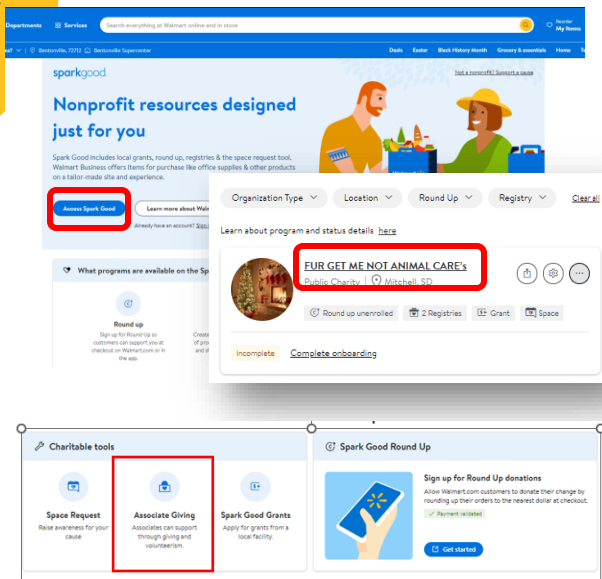 Departments
Services
Search everything at Walmart online and in store
Reorder
My Items
Bentonville, 72712
Bentonville Supercenter
Deals
Easter
Black History Month
Grocery & essentials
Home
sparkgood.
Not a nonprofit? Support a cause
Nonprofit resources designed
just for you
Spark Good includes local grants, round up, registries & the space request tool.
Walmart Business offers items for purchase like office supplies & other products
on a tailor-made site and experience.
Access Spark Good
Learn more about Waln
Already have an account? Sign
What programs are available on the Sp
Round up
Sign up for Round Up so
customers can support you at
checkout on Walmart.com or in
the app.
Create
of pro
and s
Organization Type
Location
Round Up
Registry
Clear all
Learn about program and status details here
FUR GET ME NOT ANIMAL CARE's
Public Charity | Mitchell, SD
Round up unenrolled
2 Registries
Grant
Space
Incomplete
Complete onboarding
Charitable tools
Space Request
Raise awareness for your
cause
Associate Giving
Associates can support
through giving and
volunteerism.
Spark Good Grants
Apply for grants from a
local facility.
Spark Good Round Up
Sign up for Round Up donations
Allow Walmart.com customers to donate their change by
rounding up their orders to the nearest dollar at checkout.
Payment validated
Get started